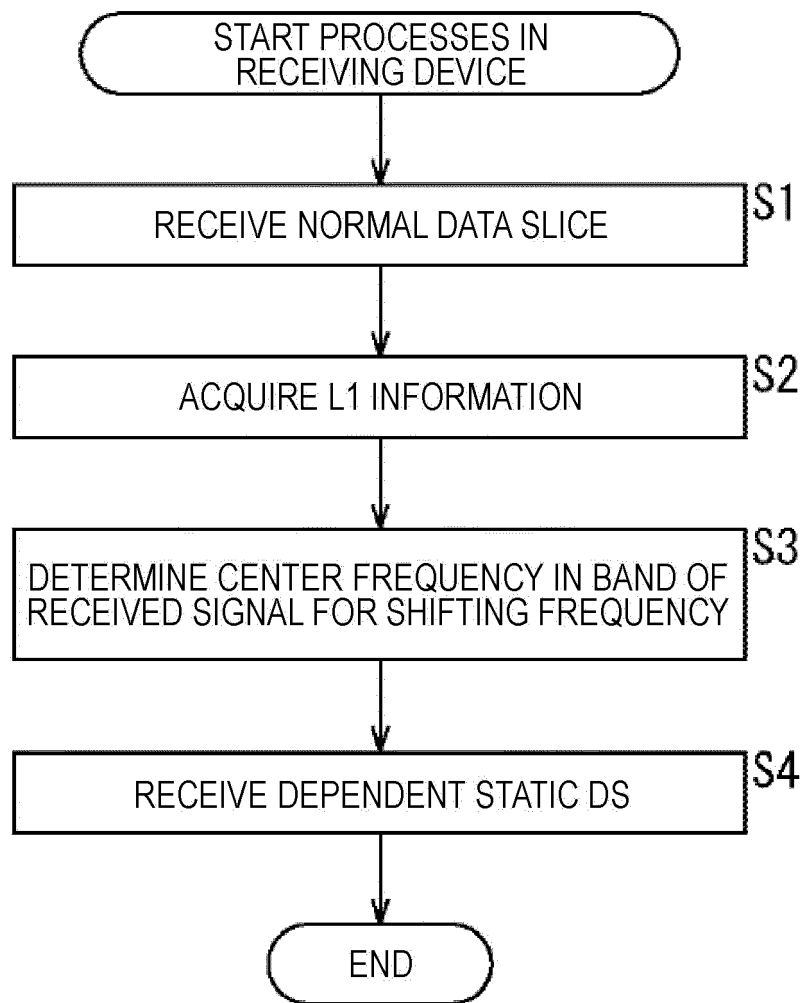 START PROCESSES IN
RECEIVING DEVICE
S1
RECEIVE NORMAL DATA SLICE
S2
ACQUIRE L1 INFORMATION
S3
DETERMINE CENTER FREQUENCY IN BAND OF
RECEIVED SIGNAL FOR SHIFTING FREQUENCY
S4
RECEIVE DEPENDENT STATIC DS
END